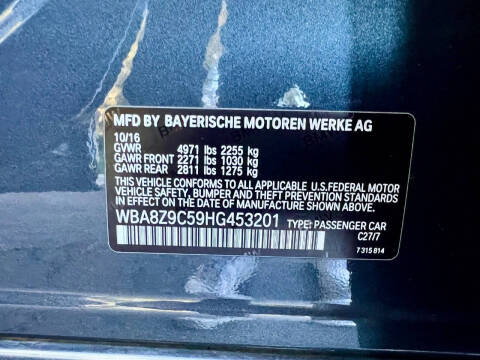 MFD BY BAYERISCHE MOTOREN WERKE AG
10/16
GVWR 4971 lbs 2255 kg
GAWR FRONT 2271 lbs 1030 kg
GAWR REAR 2811 lbs 1275 kg
THIS VEHICLE CONFORMS TO ALL APPLICABLE U.S.FEDERAL MOTOR
VEHICLE SAFETY, BUMPER AND THEFT PREVENTION STANDARDS
IN EFFECT ON THE DATE OF MANUFACTURE SHOWN ABOVE.
WBA8Z9C59HG453201 TYPE: PASSENGER CAR
C27/7
7 315 814